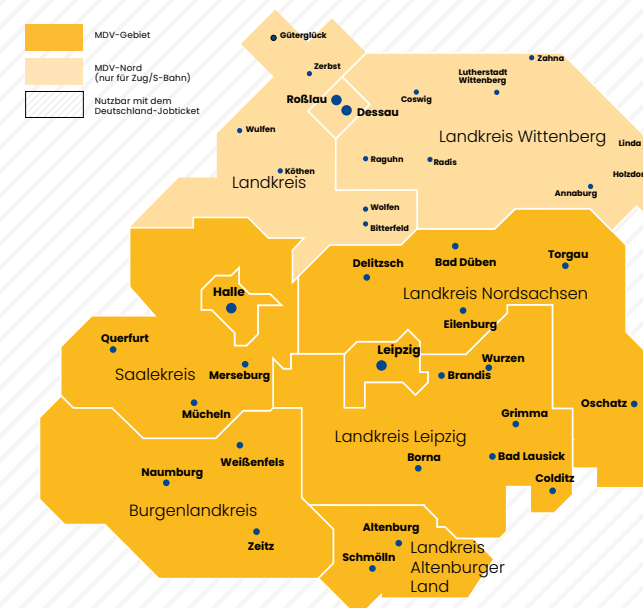 MDV-Gebiet
MDV-Nord
(nur für Zug/S-Bahn)
Nutzbar mit dem
Deutschland-Jobticket
Güterglück
Zerbst
Zahna
Lutherstadt
Wittenberg
Roßlau
Coswig
Dessau
Wulfen
Landkreis Wittenberg
Linda
Raguhn
Radis
Köthen
Holzdor
Landkreis
Annaburg
Wolfen
Bitterfeld
Delitzsch
Bad Düben
Torgau
Halle
Landkreis Nordsachsen
Eilenburg
Querfurt
Leipzig
Wurzen
Saalekreis
Merseburg
Brandis
Oschatz
Mücheln
Grimma
Landkreis Leipzig
Weißenfels
Borna
Bad Lausick
Naumburg
Colditz
Burgenlandkreis
Altenburg
Zeitz
Schmölln
Landkreis
Altenburger
Land